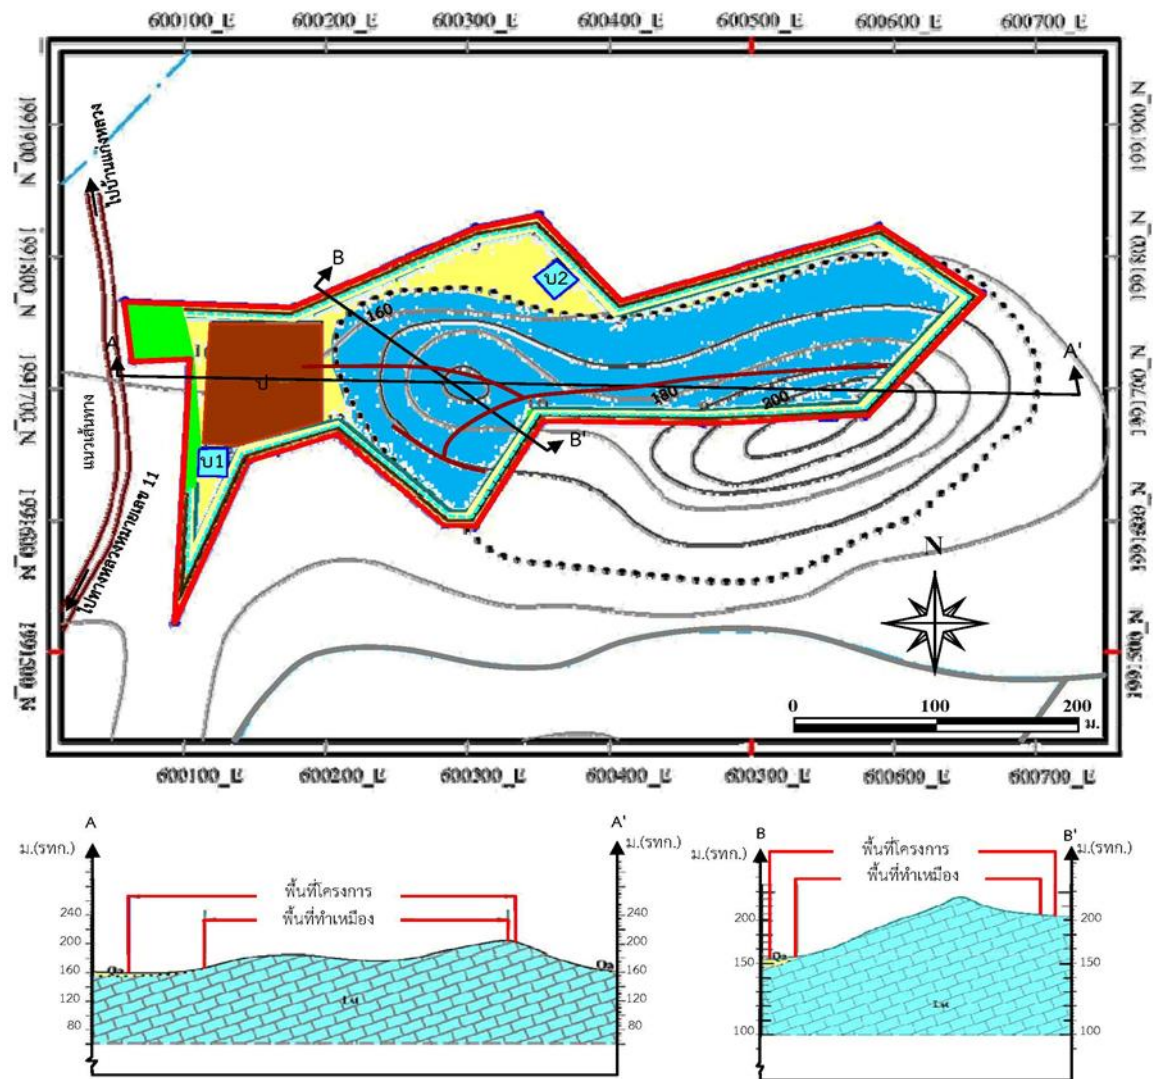 600100_E 600200_E 600300_E 600400_E 600500_E 600600_E 600700_E
1991900_N
1991900_N
ไปบ้านแก่งหลวง
1991800_N
1991800_N
B
บ2
160
A
ป
A'
1991700_N
1991700_N
180
200
B'
แนวเส้นทาง
บ1
ไปทางหลวงหมายเลข 11
1991600_N
1991600_N
N
1991500_N
1991500_N
0 100 200
ม.
600100_E 600200_E 600300_E 600400_E 600500_E 600600_E 600700_E
A A' B B'
ม.(รทก.) ม.(รทก.) ม.(รทก.) ม.(รทก.)
พื้นที่โครงการ พื้นที่โครงการ
พื้นที่ทำเหมือง พื้นที่ทำเหมือง
240 240
200 200 200 200
160 Qa Qa 160 150 Qa 150
120 120
80 80 100 100